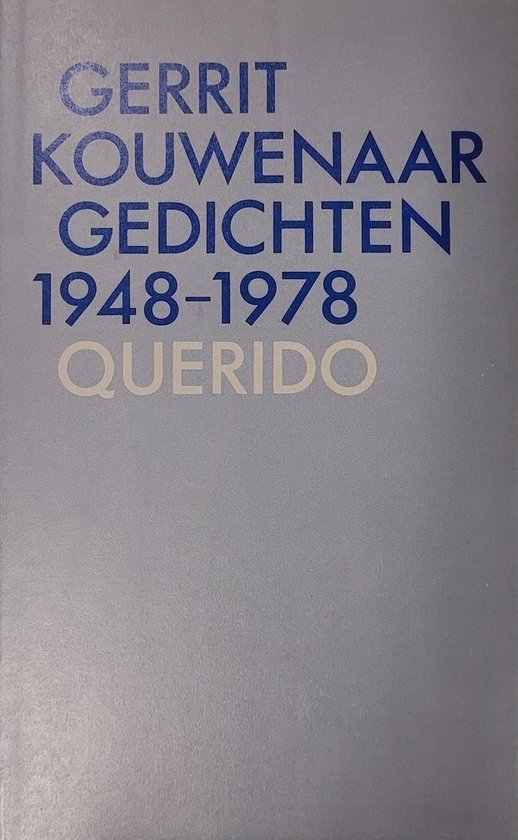 GERRIT
KOUWENAAR
GEDICHTEN
1948–1978
QUERIDO